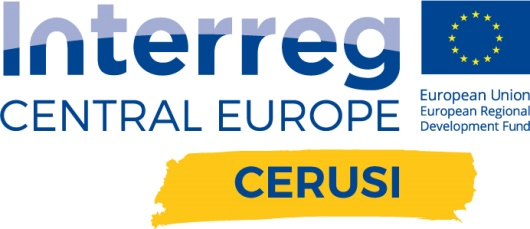 Interreg
CENTRAL EUROPE
European Union
European Regional
Development Fund
CERUSI